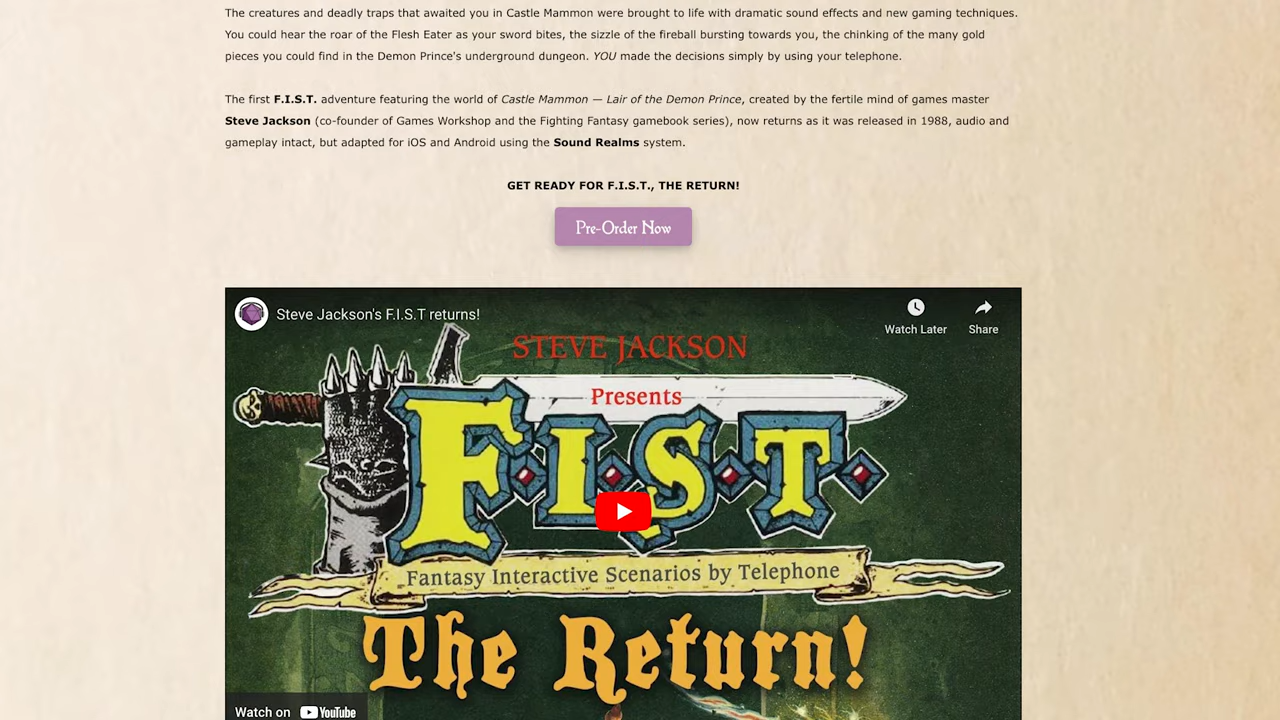 The creatures and deadly traps that awaited you in Castle Mammon were brought to life with dramatic sound effects and new gaming techniques.
You could hear the roar of the Flesh Eater as your sword bites, the sizzle of the fireball bursting towards you, the chinking of the many gold
pieces you could find in the Demon Prince's underground dungeon. YOU made the decisions simply by using your telephone.
The first F.I.S.T. adventure featuring the world of Castle Mammon — Lair of the Demon Prince, created by the fertile mind of games master
Steve Jackson (co-founder of Games Workshop and the Fighting Fantasy gamebook series), now returns as it was released in 1988, audio and
gameplay intact, but adapted for iOS and Android using the Sound Realms system.
GET READY FOR F.I.S.T., THE RETURN!
Pre-Order Now
Steve Jackson's F.I.S.T returns!
Watch Later
Share
STEVE JACKSON
Presents
F.I.S.T.
Fantasy Interactive Scenarios by Telephone
The Return!
Watch on YouTube